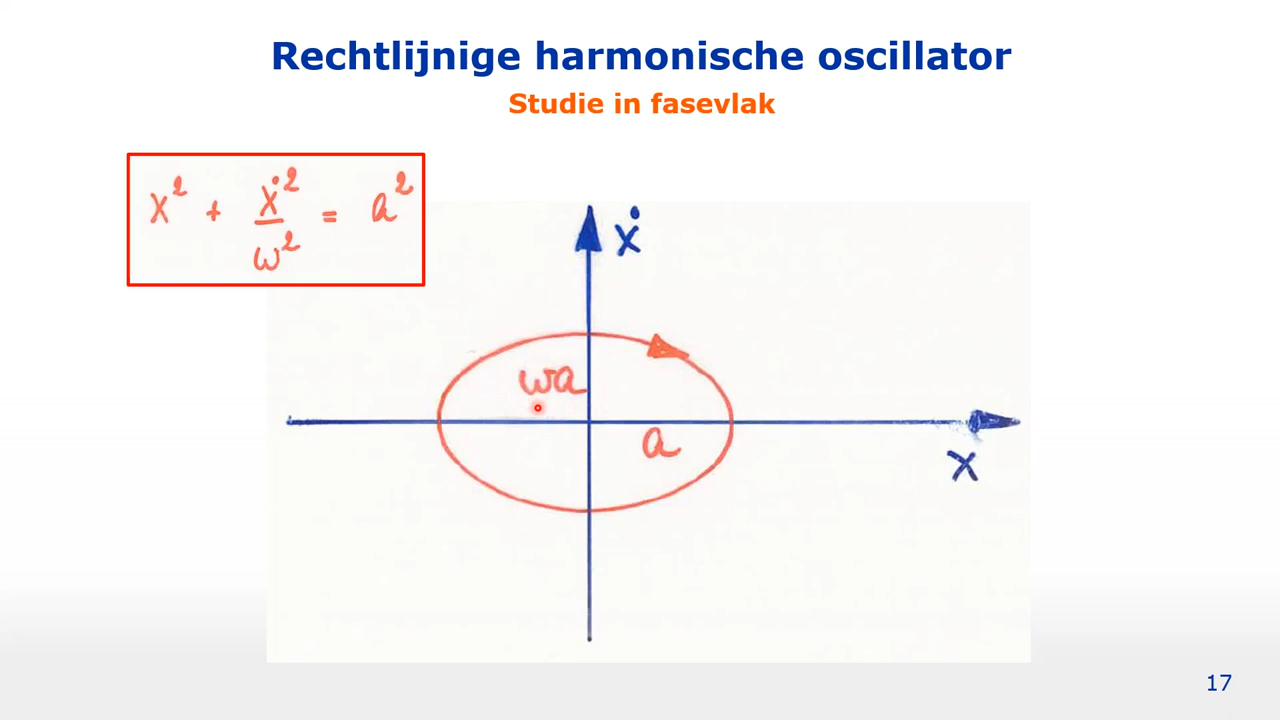 Rechtlijnige harmonische oscillator
Studie in fasevlak
x² + ẋ²/ω² = a²
ẋ
ωa
a
x
17